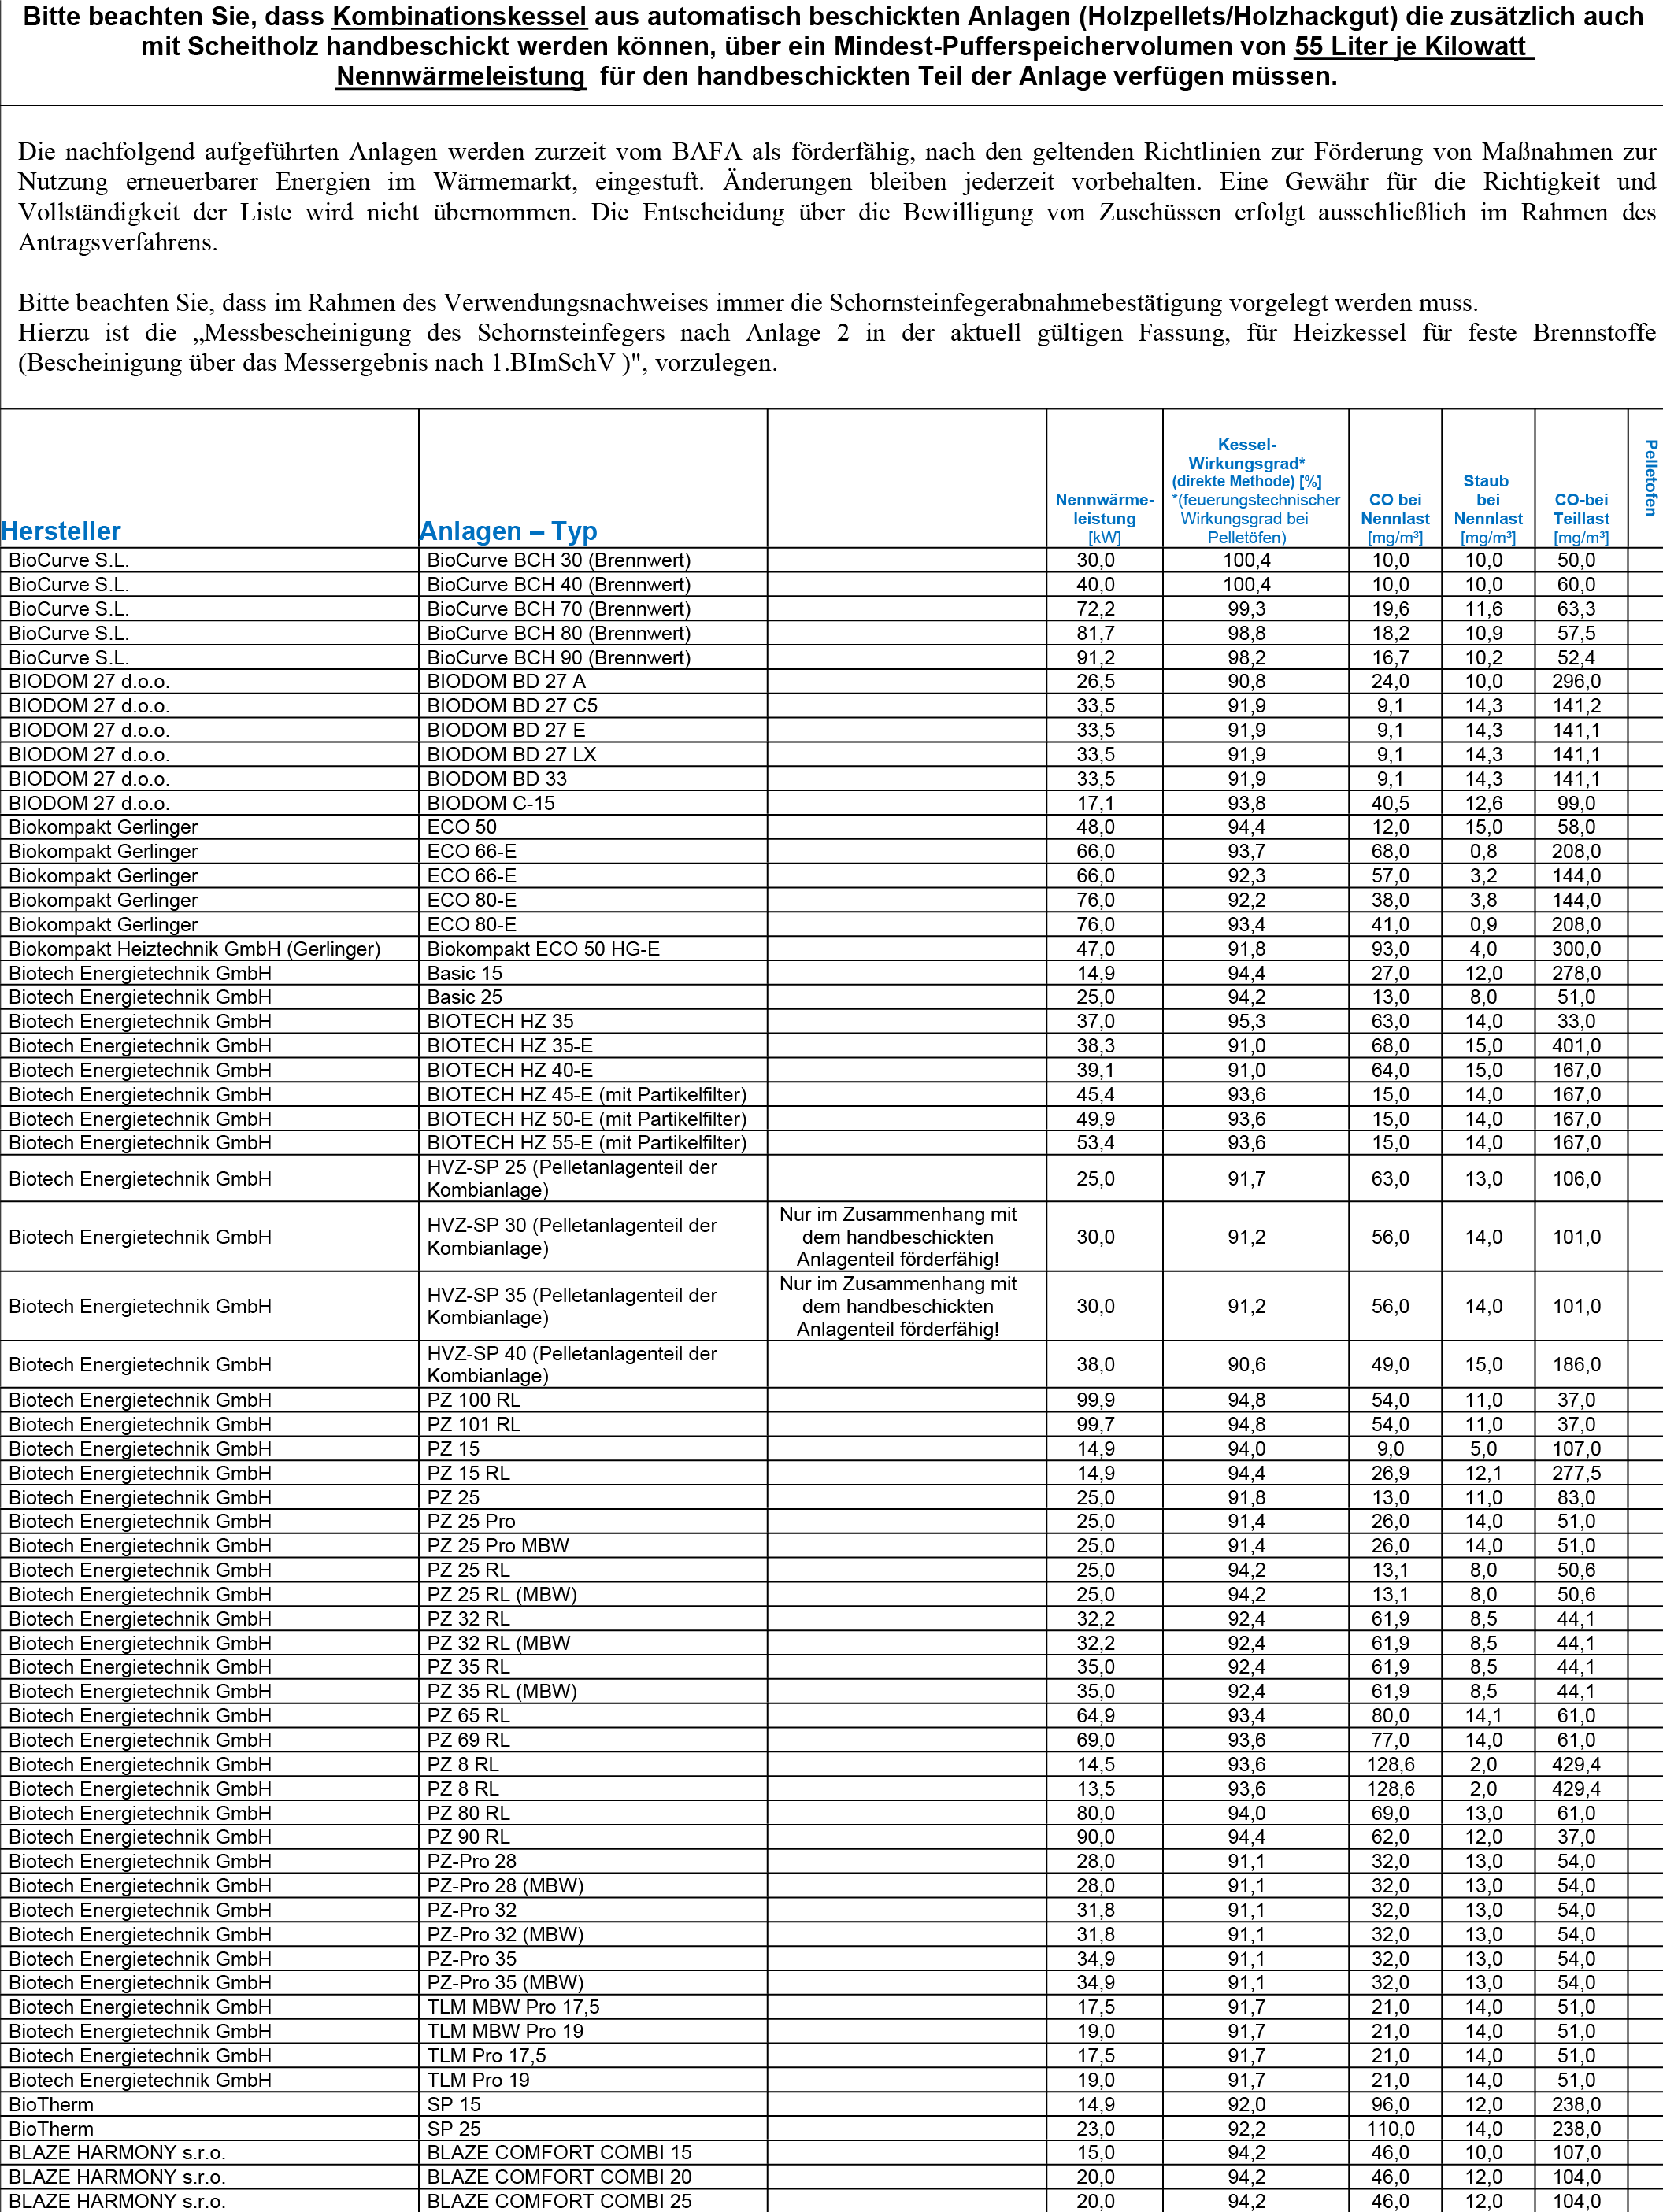 Bitte beachten Sie, dass Kombinationskessel aus automatisch beschickten Anlagen (Holzpellets/Holzhackgut) die zusätzlich auch
mit Scheitholz handbeschickt werden können, über ein Mindest-Pufferspeichervolumen von 55 Liter je Kilowatt
Nennwärmeleistung für den handbeschickten Teil der Anlage verfügen müssen.
Die nachfolgend aufgeführten Anlagen werden zurzeit vom BAFA als förderfähig, nach den geltenden Richtlinien zur Förderung von Maßnahmen zur
Nutzung erneuerbarer Energien im Wärmemarkt, eingestuft. Änderungen bleiben jederzeit vorbehalten. Eine Gewähr für die Richtigkeit und
Vollständigkeit der Liste wird nicht übernommen. Die Entscheidung über die Bewilligung von Zuschüssen erfolgt ausschließlich im Rahmen des
Antragsverfahrens.
Bitte beachten Sie, dass im Rahmen des Verwendungsnachweises immer die Schornsteinfegerabnahmebestätigung vorgelegt werden muss.
Hierzu ist die „Messbescheinigung des Schornsteinfegers nach Anlage 2 in der aktuell gültigen Fassung, für Heizkessel für feste Brennstoffe
(Bescheinigung über das Messergebnis nach 1.BImSchV )", vorzulegen.
Hersteller
Anlagen – Typ
Nennwärme-
leistung
[kW]
Kessel-
Wirkungsgrad*
(direkte Methode) [%]
*(feuerungstechnischer
Wirkungsgrad bei
Pelletöfen)
CO bei
Nennlast
[mg/m³]
Staub
bei
Nennlast
[mg/m³]
CO-bei
Teillast
[mg/m³]
Pelletofen
BioCurve S.L. BioCurve BCH 30 (Brennwert) 30,0 100,4 10,0 10,0 50,0
BioCurve S.L. BioCurve BCH 40 (Brennwert) 40,0 100,4 10,0 10,0 60,0
BioCurve S.L. BioCurve BCH 70 (Brennwert) 72,2 99,3 19,6 11,6 63,3
BioCurve S.L. BioCurve BCH 80 (Brennwert) 81,7 98,8 18,2 10,9 57,5
BioCurve S.L. BioCurve BCH 90 (Brennwert) 91,2 98,2 16,7 10,2 52,4
BIODOM 27 d.o.o. BIODOM BD 27 A 26,5 90,8 24,0 10,0 296,0
BIODOM 27 d.o.o. BIODOM BD 27 C5 33,5 91,9 9,1 14,3 141,2
BIODOM 27 d.o.o. BIODOM BD 27 E 33,5 91,9 9,1 14,3 141,1
BIODOM 27 d.o.o. BIODOM BD 27 LX 33,5 91,9 9,1 14,3 141,1
BIODOM 27 d.o.o. BIODOM BD 33 33,5 91,9 9,1 14,3 141,1
BIODOM 27 d.o.o. BIODOM C-15 17,1 93,8 40,5 12,6 99,0
Biokompakt Gerlinger ECO 50 48,0 94,4 12,0 15,0 58,0
Biokompakt Gerlinger ECO 66-E 66,0 93,7 68,0 0,8 208,0
Biokompakt Gerlinger ECO 66-E 66,0 92,3 57,0 3,2 144,0
Biokompakt Gerlinger ECO 80-E 76,0 92,2 38,0 3,8 144,0
Biokompakt Gerlinger ECO 80-E 76,0 93,4 41,0 0,9 208,0
Biokompakt Heiztechnik GmbH (Gerlinger) Biokompakt ECO 50 HG-E 47,0 91,8 93,0 4,0 300,0
Biotech Energietechnik GmbH Basic 15 14,9 94,4 27,0 12,0 278,0
Biotech Energietechnik GmbH Basic 25 25,0 94,2 13,0 8,0 51,0
Biotech Energietechnik GmbH BIOTECH HZ 35 37,0 95,3 63,0 14,0 33,0
Biotech Energietechnik GmbH BIOTECH HZ 35-E 38,3 91,0 68,0 15,0 401,0
Biotech Energietechnik GmbH BIOTECH HZ 40-E 39,1 91,0 64,0 15,0 167,0
Biotech Energietechnik GmbH BIOTECH HZ 45-E (mit Partikelfilter) 45,4 93,6 15,0 14,0 167,0
Biotech Energietechnik GmbH BIOTECH HZ 50-E (mit Partikelfilter) 49,9 93,6 15,0 14,0 167,0
Biotech Energietechnik GmbH BIOTECH HZ 55-E (mit Partikelfilter) 53,4 93,6 15,0 14,0 167,0
HVZ-SP 25 (Pelletanlagenteil der
Biotech Energietechnik GmbH 25,0 91,7 63,0 13,0 106,0
Kombianlage)
Nur im Zusammenhang mit
HVZ-SP 30 (Pelletanlagenteil der
Biotech Energietechnik GmbH dem handbeschickten 30,0 91,2 56,0 14,0 101,0
Kombianlage)
Anlagenteil förderfähig!
Nur im Zusammenhang mit
HVZ-SP 35 (Pelletanlagenteil der
Biotech Energietechnik GmbH dem handbeschickten 30,0 91,2 56,0 14,0 101,0
Kombianlage)
Anlagenteil förderfähig!
HVZ-SP 40 (Pelletanlagenteil der
Biotech Energietechnik GmbH 38,0 90,6 49,0 15,0 186,0
Kombianlage)
Biotech Energietechnik GmbH PZ 100 RL 99,9 94,8 54,0 11,0 37,0
Biotech Energietechnik GmbH PZ 101 RL 99,7 94,8 54,0 11,0 37,0
Biotech Energietechnik GmbH PZ 15 14,9 94,0 9,0 5,0 107,0
Biotech Energietechnik GmbH PZ 15 RL 14,9 94,4 26,9 12,1 277,5
Biotech Energietechnik GmbH PZ 25 25,0 91,8 13,0 11,0 83,0
Biotech Energietechnik GmbH PZ 25 Pro 25,0 91,4 26,0 14,0 51,0
Biotech Energietechnik GmbH PZ 25 Pro MBW 25,0 91,4 26,0 14,0 51,0
Biotech Energietechnik GmbH PZ 25 RL 25,0 94,2 13,1 8,0 50,6
Biotech Energietechnik GmbH PZ 25 RL (MBW) 25,0 94,2 13,1 8,0 50,6
Biotech Energietechnik GmbH PZ 32 RL 32,2 92,4 61,9 8,5 44,1
Biotech Energietechnik GmbH PZ 32 RL (MBW 32,2 92,4 61,9 8,5 44,1
Biotech Energietechnik GmbH PZ 35 RL 35,0 92,4 61,9 8,5 44,1
Biotech Energietechnik GmbH PZ 35 RL (MBW) 35,0 92,4 61,9 8,5 44,1
Biotech Energietechnik GmbH PZ 65 RL 64,9 93,4 80,0 14,1 61,0
Biotech Energietechnik GmbH PZ 69 RL 69,0 93,6 77,0 14,0 61,0
Biotech Energietechnik GmbH PZ 8 RL 14,5 93,6 128,6 2,0 429,4
Biotech Energietechnik GmbH PZ 8 RL 13,5 93,6 128,6 2,0 429,4
Biotech Energietechnik GmbH PZ 80 RL 80,0 94,0 69,0 13,0 61,0
Biotech Energietechnik GmbH PZ 90 RL 90,0 94,4 62,0 12,0 37,0
Biotech Energietechnik GmbH PZ-Pro 28 28,0 91,1 32,0 13,0 54,0
Biotech Energietechnik GmbH PZ-Pro 28 (MBW) 28,0 91,1 32,0 13,0 54,0
Biotech Energietechnik GmbH PZ-Pro 32 31,8 91,1 32,0 13,0 54,0
Biotech Energietechnik GmbH PZ-Pro 32 (MBW) 31,8 91,1 32,0 13,0 54,0
Biotech Energietechnik GmbH PZ-Pro 35 34,9 91,1 32,0 13,0 54,0
Biotech Energietechnik GmbH PZ-Pro 35 (MBW) 34,9 91,1 32,0 13,0 54,0
Biotech Energietechnik GmbH TLM MBW Pro 17,5 17,5 91,7 21,0 14,0 51,0
Biotech Energietechnik GmbH TLM MBW Pro 19 19,0 91,7 21,0 14,0 51,0
Biotech Energietechnik GmbH TLM Pro 17,5 17,5 91,7 21,0 14,0 51,0
Biotech Energietechnik GmbH TLM Pro 19 19,0 91,7 21,0 14,0 51,0
BioTherm SP 15 14,9 92,0 96,0 12,0 238,0
BioTherm SP 25 23,0 92,2 110,0 14,0 238,0
BLAZE HARMONY s.r.o. BLAZE COMFORT COMBI 15 15,0 94,2 46,0 10,0 107,0
BLAZE HARMONY s.r.o. BLAZE COMFORT COMBI 20 20,0 94,2 46,0 12,0 104,0
BLAZE HARMONY s.r.o. BLAZE COMFORT COMBI 25 20,0 94,2 46,0 12,0 104,0